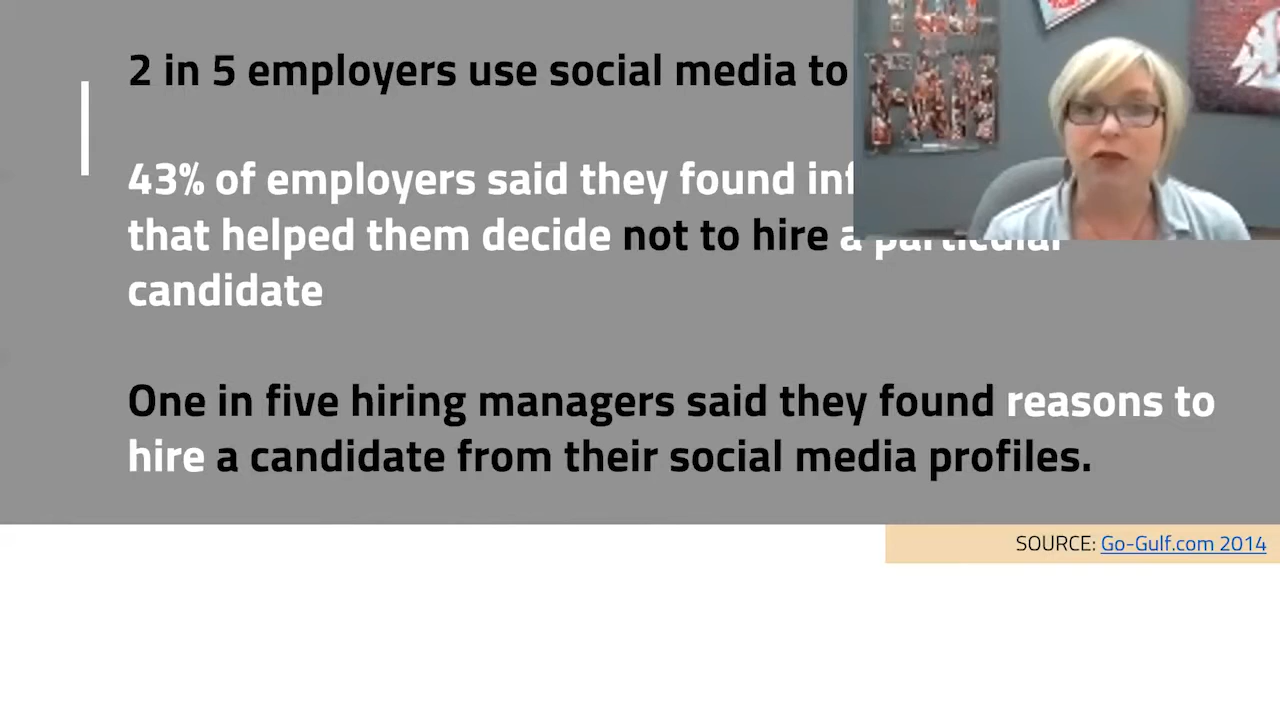 2 in 5 employers use social media to
43% of employers said they found
that helped them decide not to hire a particular
candidate
One in five hiring managers said they found reasons to
hire a candidate from their social media profiles.
SOURCE: Go-Gulf.com 2014